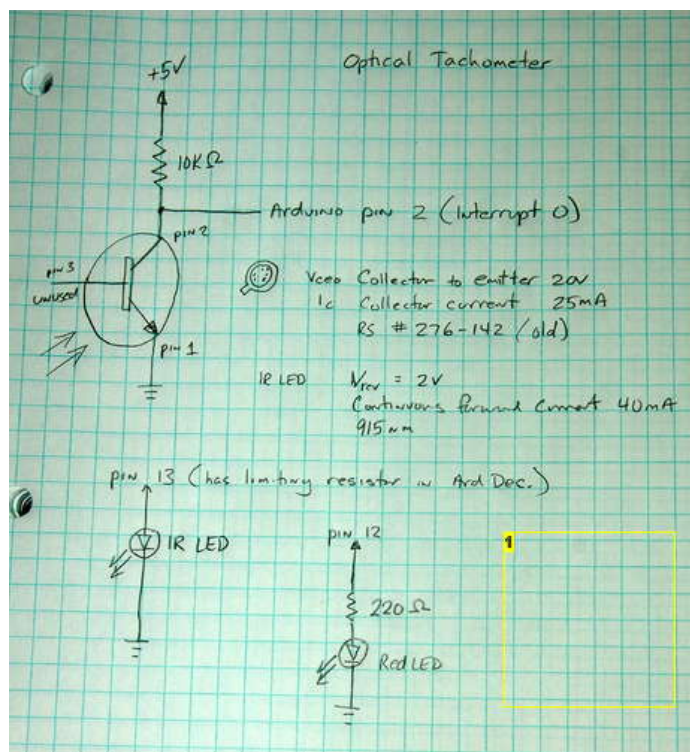 Optical Tachometer
+5V
10KΩ
Arduino pin 2 (Interrupt 0)
pin 2
pin 3
unused
pin 1
Vceo Collector to emitter 20V
Ic Collector current 25mA
RS # 276-142 (old)
IR LED Vrev = 2V
Continuous forward current 40mA
915nm
pin 13 (has limiting resistor in Ard Dec.)
IR LED
pin 12
220Ω
Red LED
1